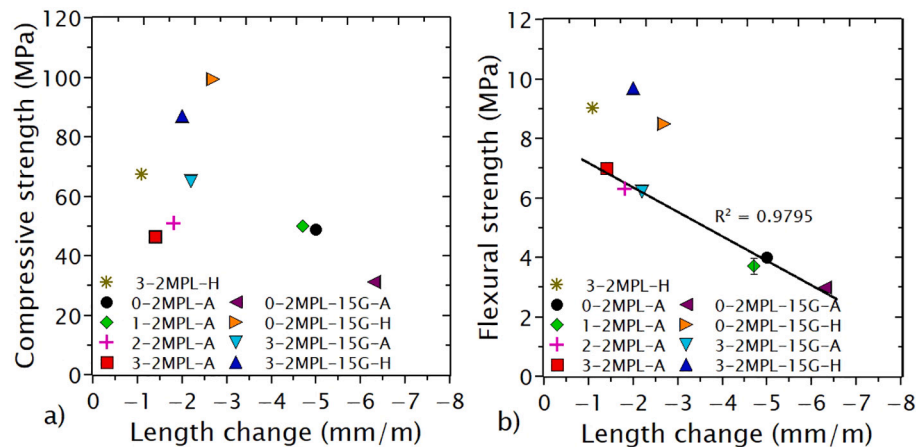 a)
Compressive strength (MPa)
120
100
80
60
40
20
0
3-2MPL-H
0-2MPL-A 0-2MPL-15G-A
1-2MPL-A 0-2MPL-15G-H
2-2MPL-A 3-2MPL-15G-A
3-2MPL-A 3-2MPL-15G-H
0 −1 −2 −3 −4 −5 −6 −7 −8
Length change (mm/m)
b)
Flexural strength (MPa)
12
10
8
6
4
2
0
R² = 0.9795
3-2MPL-H
0-2MPL-A 0-2MPL-15G-A
1-2MPL-A 0-2MPL-15G-H
2-2MPL-A 3-2MPL-15G-A
3-2MPL-A 3-2MPL-15G-H
0 −1 −2 −3 −4 −5 −6 −7 −8
Length change (mm/m)